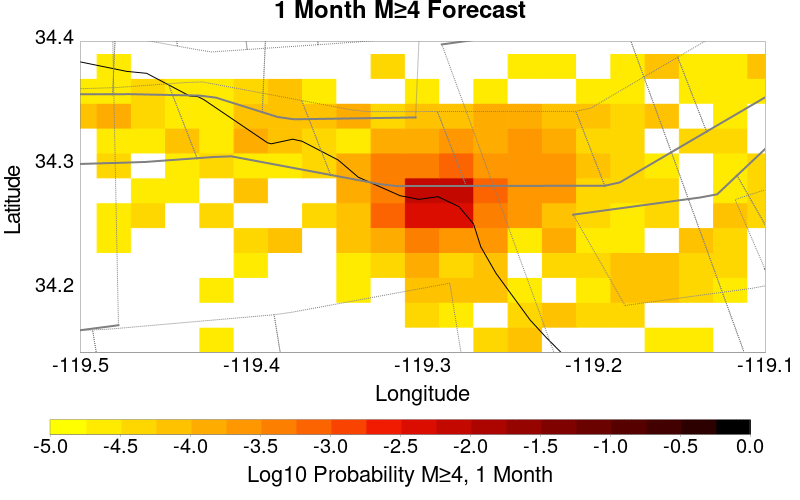 1 Month M≥4 Forecast
34.4
34.3
34.2
Latitude
-119.5 -119.4 -119.3 -119.2 -119.1
Longitude
-5.0 -4.5 -4.0 -3.5 -3.0 -2.5 -2.0 -1.5 -1.0 -0.5 0.0
Log10 Probability M≥4, 1 Month